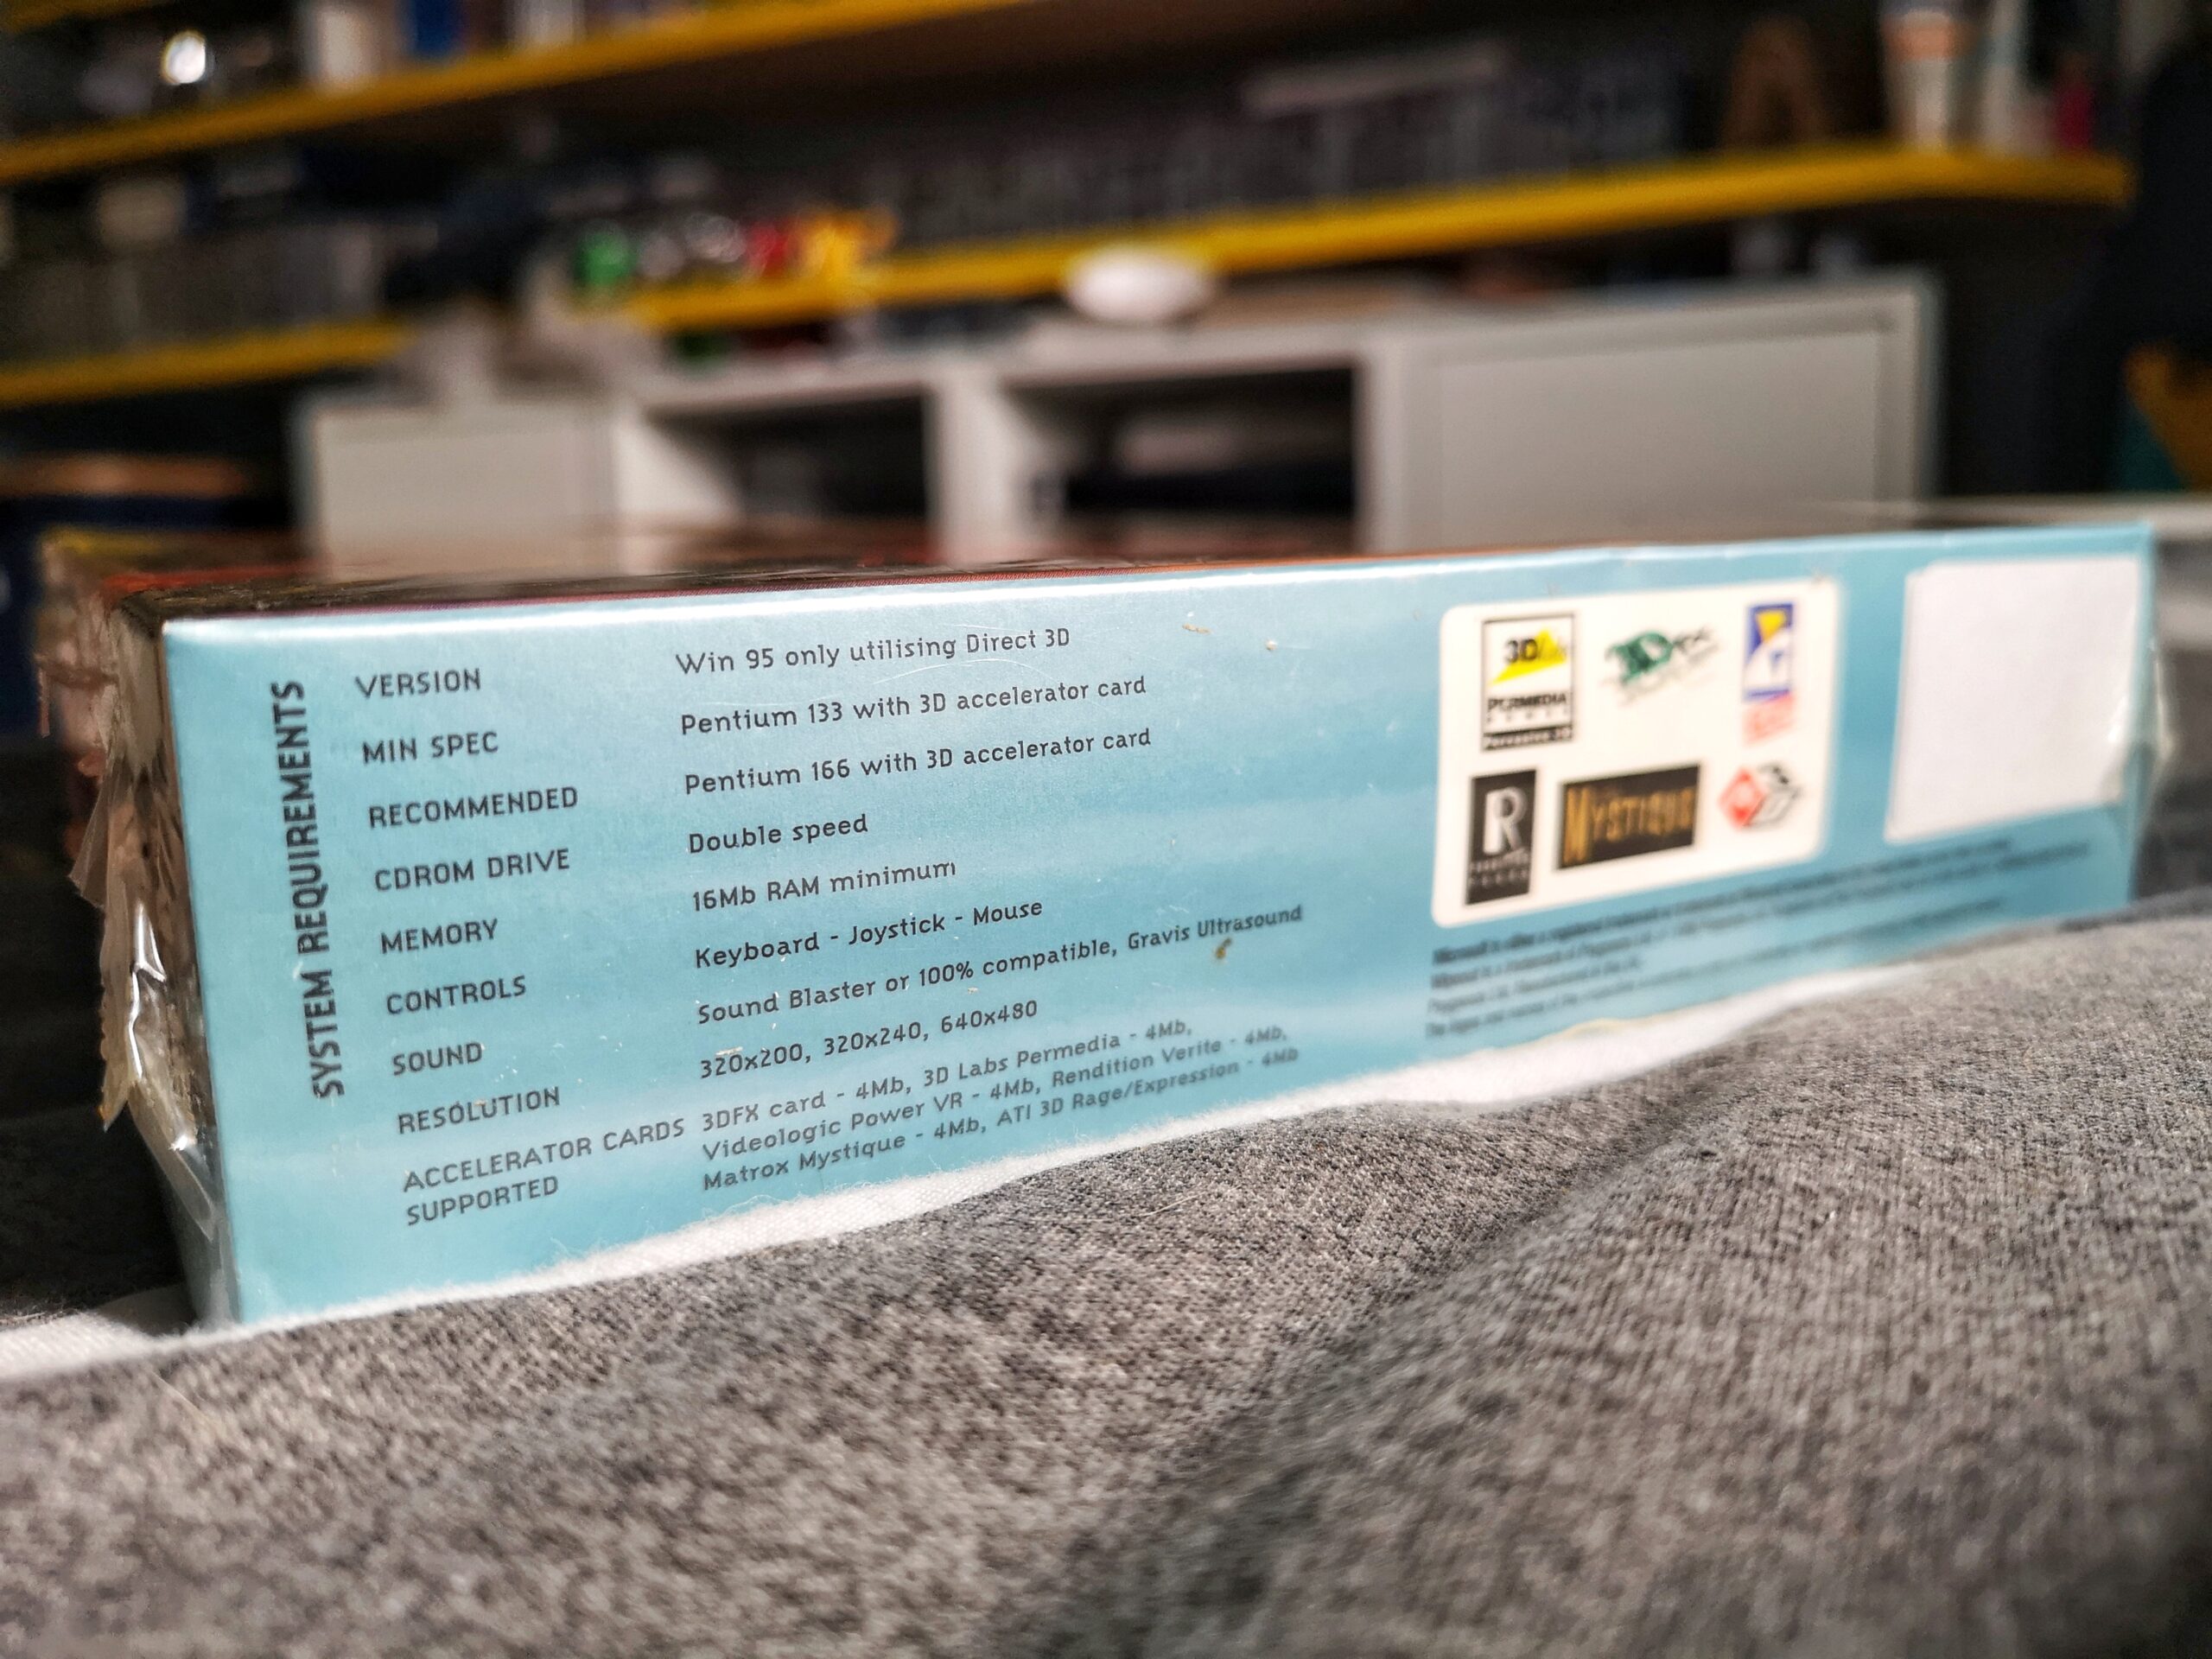 SYSTEM REQUIREMENTS
VERSION Win 95 only utilising Direct 3D
MIN SPEC Pentium 133 with 3D accelerator card
RECOMMENDED Pentium 166 with 3D accelerator card
CDROM DRIVE Double speed
MEMORY 16Mb RAM minimum
CONTROLS Keyboard - Joystick - Mouse
SOUND Sound Blaster or 100% compatible, Gravis Ultrasound
RESOLUTION 320x200, 320x240, 640x480
ACCELERATOR CARDS 3DFX card - 4Mb, 3D Labs Permedia - 4Mb,
SUPPORTED Videologic Power VR - 4Mb, Rendition Verite - 4Mb,
Matrox Mystique - 4Mb, ATI 3D Rage/Expression - 4Mb
PERMEDIA
R
MYSTIQUE